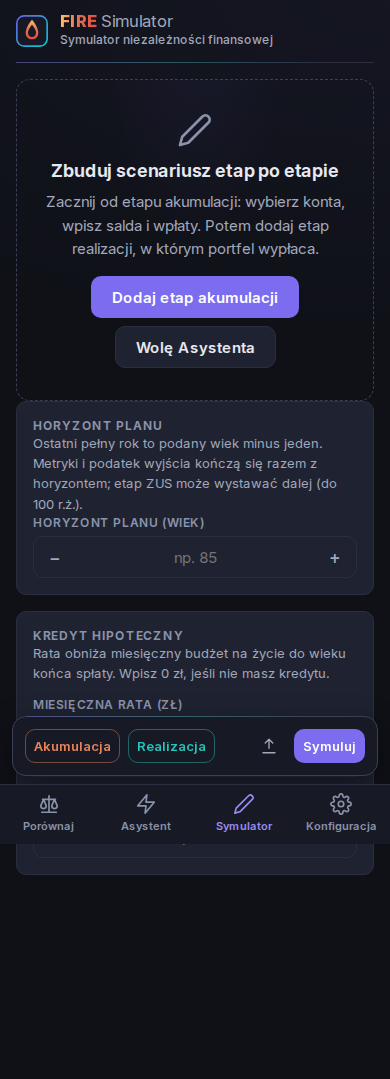 FIRE Simulator
Symulator niezależności finansowej
Zbuduj scenariusz etap po etapie
Zacznij od etapu akumulacji: wybierz konta,
wpisz salda i wpłaty. Potem dodaj etap
realizacji, w którym portfel wypłaca.
Dodaj etap akumulacji
Wolę Asystenta
HORYZONT PLANU
Ostatni pełny rok to podany wiek minus jeden.
Metryki i podatek wyjścia kończą się razem z
horyzontem; etap ZUS może wystawać dalej (do
100 r.ż.).
HORYZONT PLANU (WIEK)
– np. 85 +
KREDYT HIPOTECZNY
Rata obniża miesięczny budżet na życie do wieku
końca spłaty. Wpisz 0 zł, jeśli nie masz kredytu.
MIESIĘCZNA RATA (ZŁ)
Akumulacja Realizacja Symuluj
Porównaj Asystent Symulator Konfiguracja